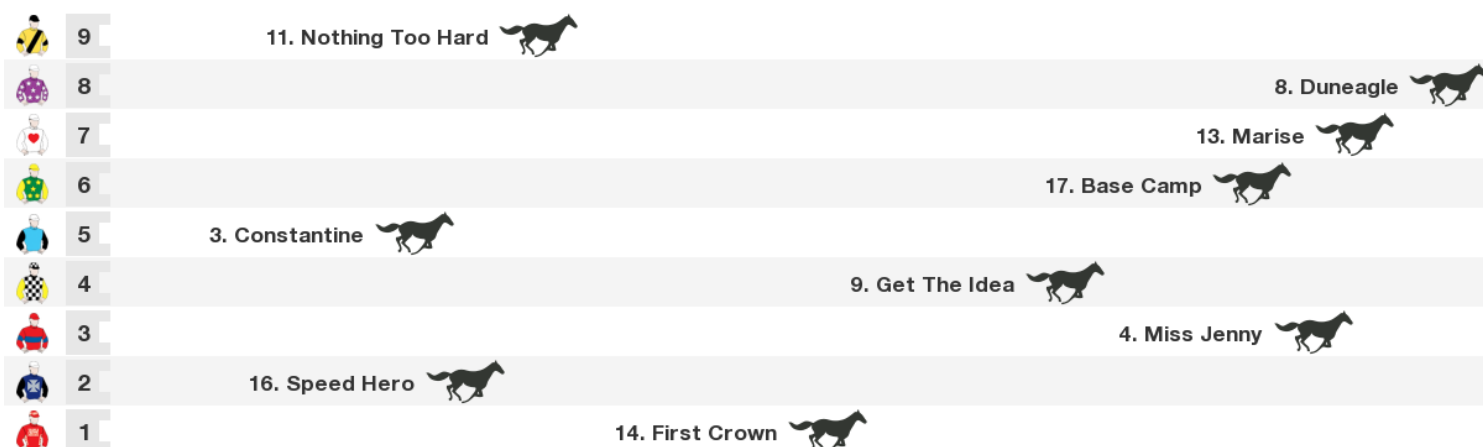 9 11. Nothing Too Hard
8 8. Duneagle
7 13. Marise
6 17. Base Camp
5 3. Constantine
4 9. Get The Idea
3 4. Miss Jenny
2 16. Speed Hero
1 14. First Crown